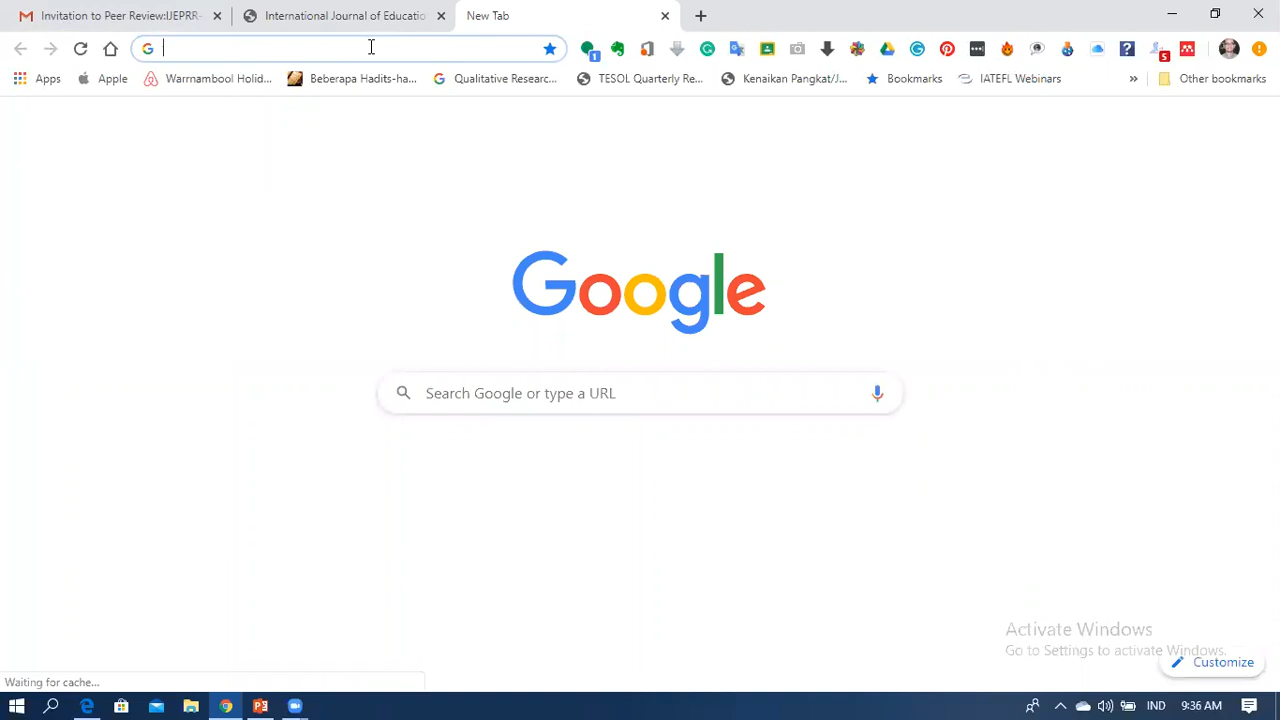 Invitation to Peer Review:IJEPRR-
International Journal of Educatio
New Tab
1
5
Apps
Apple
Warrnambool Holid...
Beberapa Hadits-ha...
Qualitative Researc...
TESOL Quarterly Re...
Kenaikan Pangkat/J...
Bookmarks
IATEFL Webinars
»
Other bookmarks
Google
Search Google or type a URL
Activate Windows
Go to Settings to activate Windows.
Customize
Waiting for cache...
IND
9:36 AM